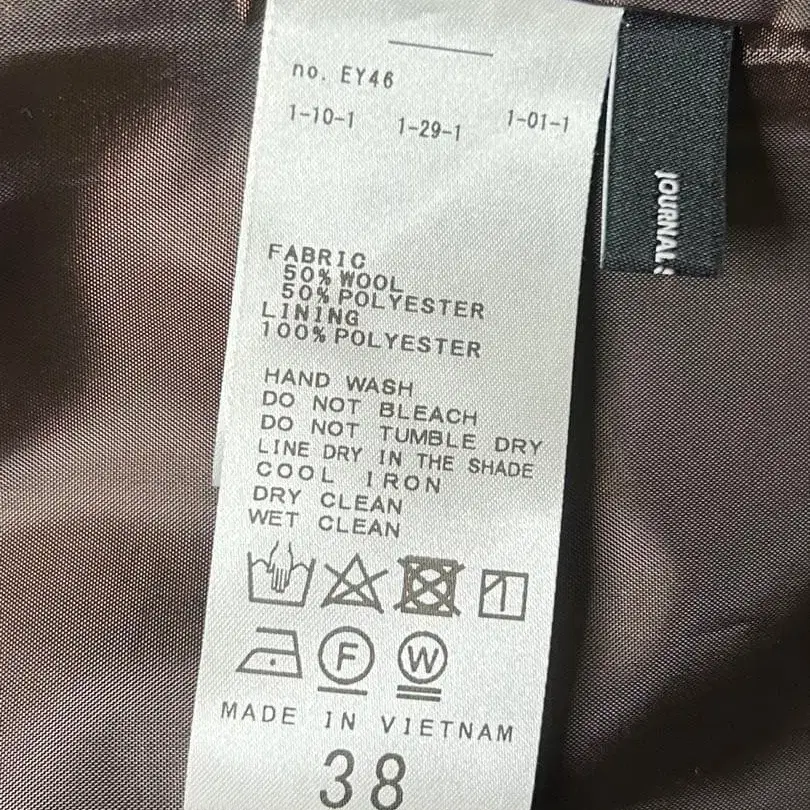 no. EY46
1-10-1 1-29-1 1-01-1
FABRIC
50% WOOL
50% POLYESTER
LINING
100% POLYESTER
HAND WASH
DO NOT BLEACH
DO NOT TUMBLE DRY
LINE DRY IN THE SHADE
COOL IRON
DRY CLEAN
WET CLEAN
F W
MADE IN VIETNAM
38
JOURNAL